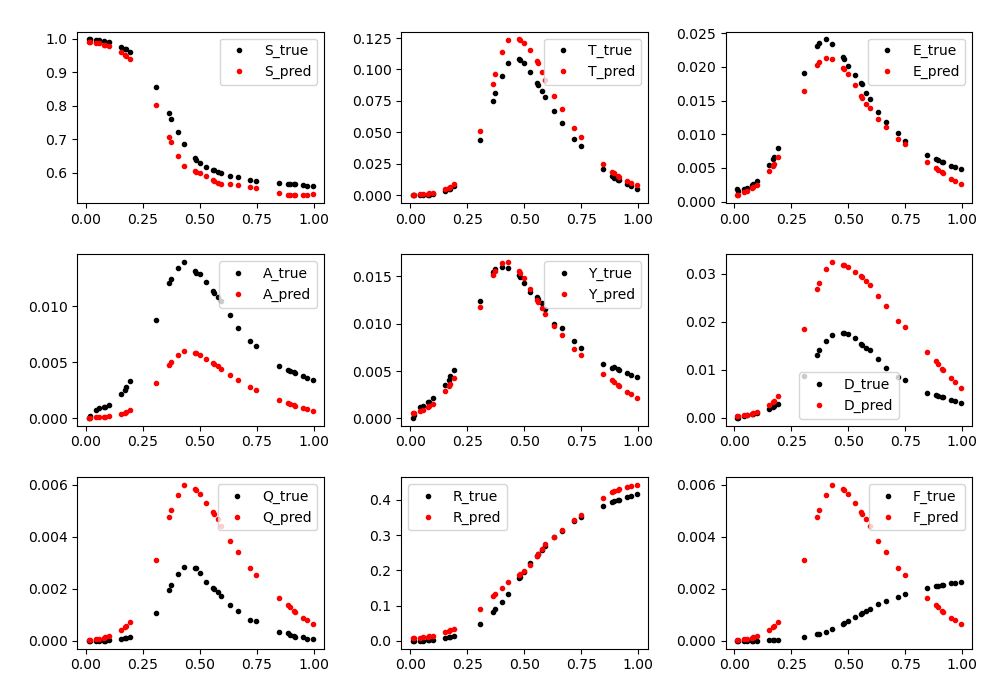 S_true
S_pred
1.0
0.9
0.8
0.7
0.6
0.00 0.25 0.50 0.75 1.00
T_true
T_pred
0.125
0.100
0.075
0.050
0.025
0.000
0.00 0.25 0.50 0.75 1.00
E_true
E_pred
0.025
0.020
0.015
0.010
0.005
0.000
0.00 0.25 0.50 0.75 1.00
A_true
A_pred
0.010
0.005
0.000
0.00 0.25 0.50 0.75 1.00
Y_true
Y_pred
0.015
0.010
0.005
0.000
0.00 0.25 0.50 0.75 1.00
0.03
0.02
0.01
0.00
D_true
D_pred
0.00 0.25 0.50 0.75 1.00
Q_true
Q_pred
0.006
0.004
0.002
0.000
0.00 0.25 0.50 0.75 1.00
R_true
R_pred
0.4
0.3
0.2
0.1
0.0
0.00 0.25 0.50 0.75 1.00
F_true
F_pred
0.006
0.004
0.002
0.000
0.00 0.25 0.50 0.75 1.00